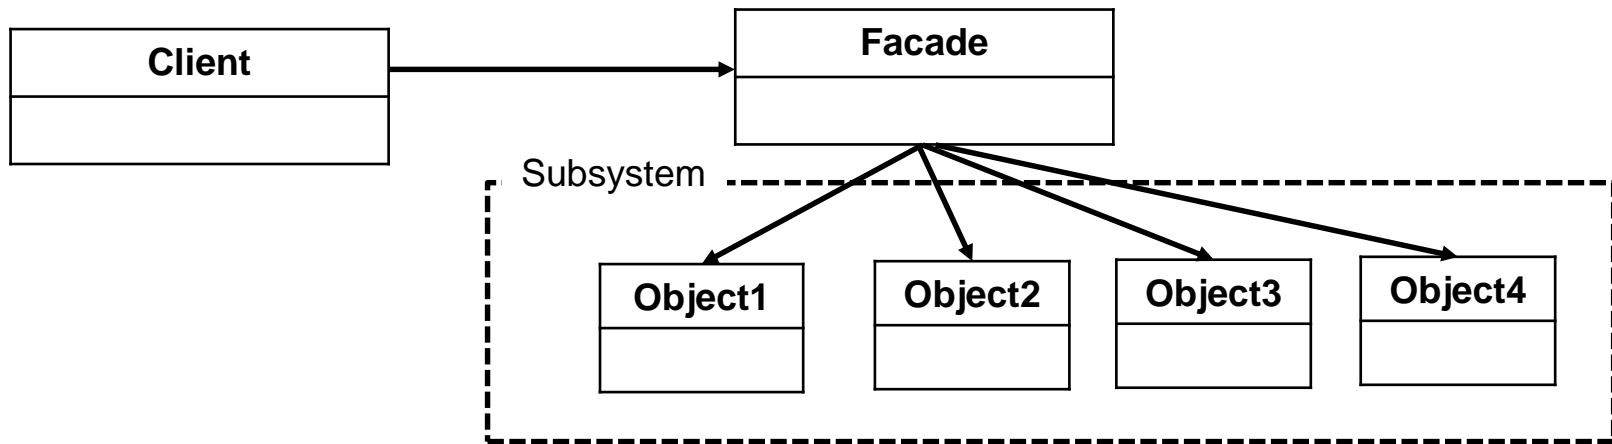 Client
Facade
Subsystem
Object1
Object2
Object3
Object4